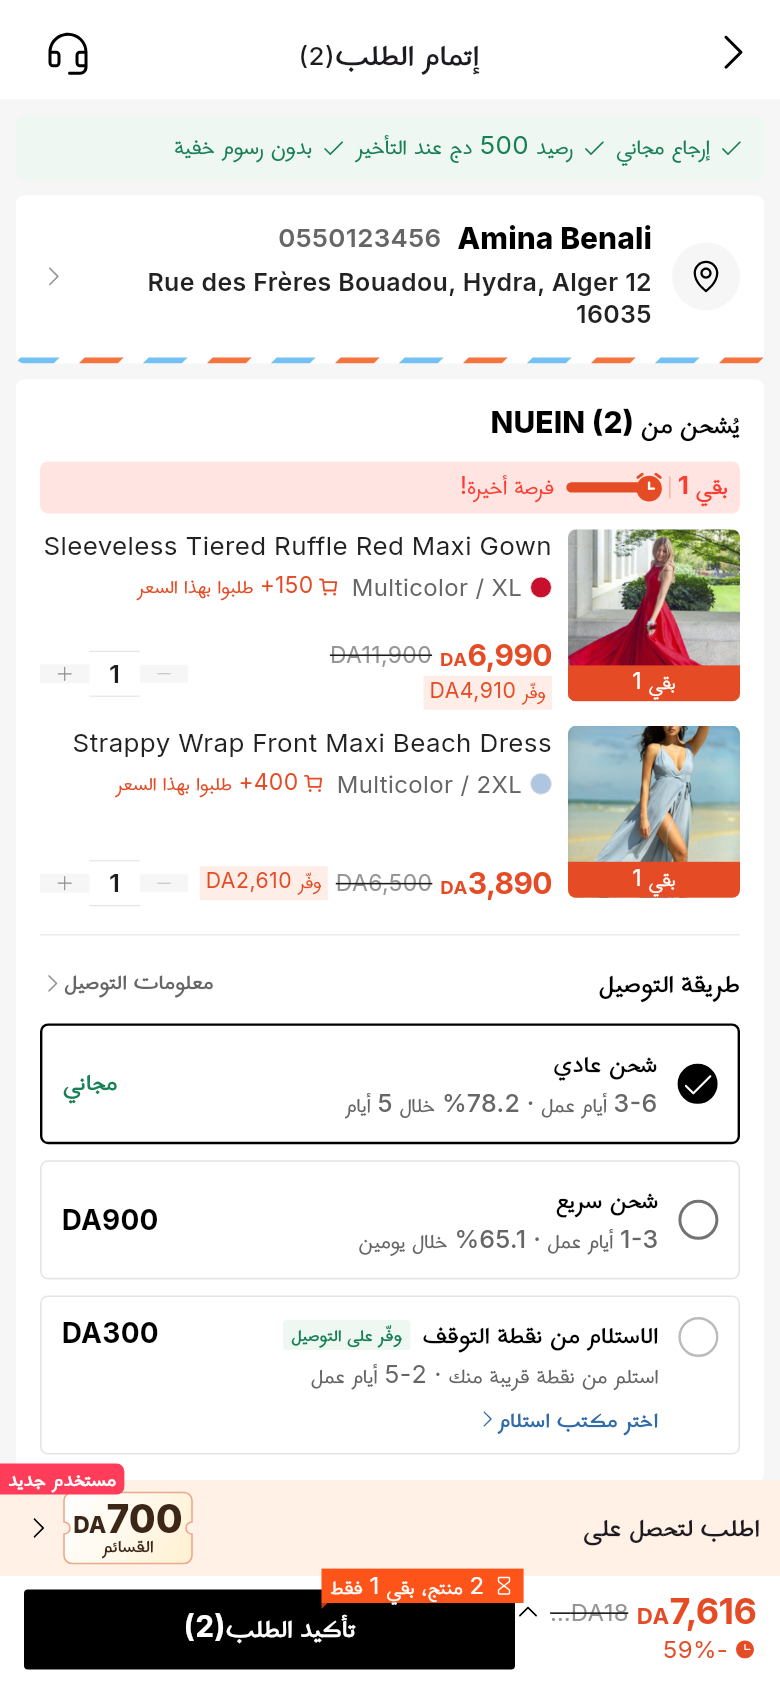 إتمام الطلب(2)
إرجاع مجاني رصيد 500 دج عند التأخير بدون رسوم خفية
Amina Benali 0550123456
Rue des Frères Bouadou, Hydra, Alger 12
16035
يُشحن من NUEIN (2)
بقي 1 فرصة أخيرة!
Sleeveless Tiered Ruffle Red Maxi Gown
Multicolor / XL 150+ طلبوا بهذا السعر
DA6,990 DA11,900
1
وفّر DA4,910
بقي 1
Strappy Wrap Front Maxi Beach Dress
Multicolor / 2XL 400+ طلبوا بهذا السعر
DA3,890 DA6,500 وفّر DA2,610
1
بقي 1
طريقة التوصيل معلومات التوصيل
شحن عادي
3-6 أيام عمل · 78.2% خلال 5 أيام
مجاني
شحن سريع
1-3 أيام عمل · 65.1% خلال يومين
DA900
الاستلام من نقطة التوقف وفّر على التوصيل
DA300
استلم من نقطة قريبة منك · 2-5 أيام عمل
اختر مكتب استلام
مستخدم جديد
اطلب لتحصل على DA700
القسائم
2 منتج، بقي 1 فقط
DA7,616 DA18...
-59%
تأكيد الطلب(2)